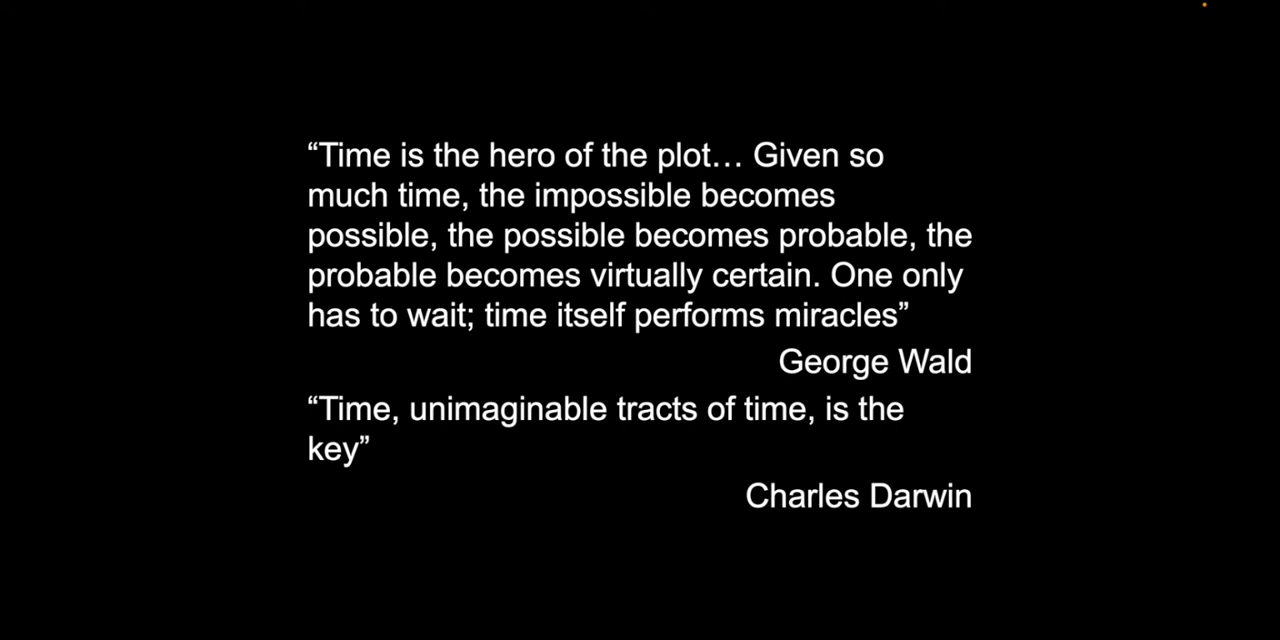 “Time is the hero of the plot… Given so
much time, the impossible becomes
possible, the possible becomes probable, the
probable becomes virtually certain. One only
has to wait; time itself performs miracles”
George Wald
“Time, unimaginable tracts of time, is the
key”
Charles Darwin